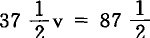 37 1/2 v = 87 1/2